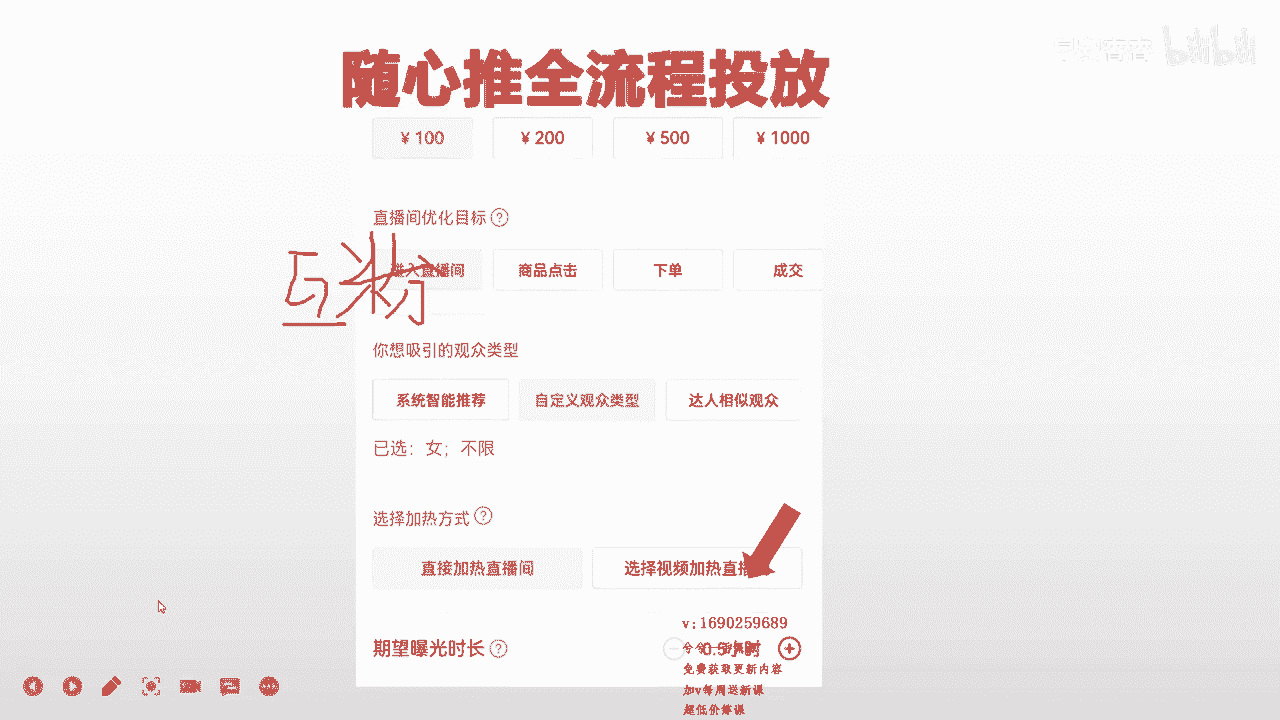 随心推全流程投放
bilibili
¥ 100 ¥ 200 ¥ 500 ¥ 1000
直播间优化目标 ?
进入直播间 商品点击 下单 成交
互粉
你想吸引的观众类型
系统智能推荐 自定义观众类型 达人相似观众
已选：女；不限
选择加热方式 ?
直接加热直播间 选择视频加热直播
v:1690259689
期望曝光时长 ? 0.5小时
免费获取更新内容
加v每周送新课
超低价筹课